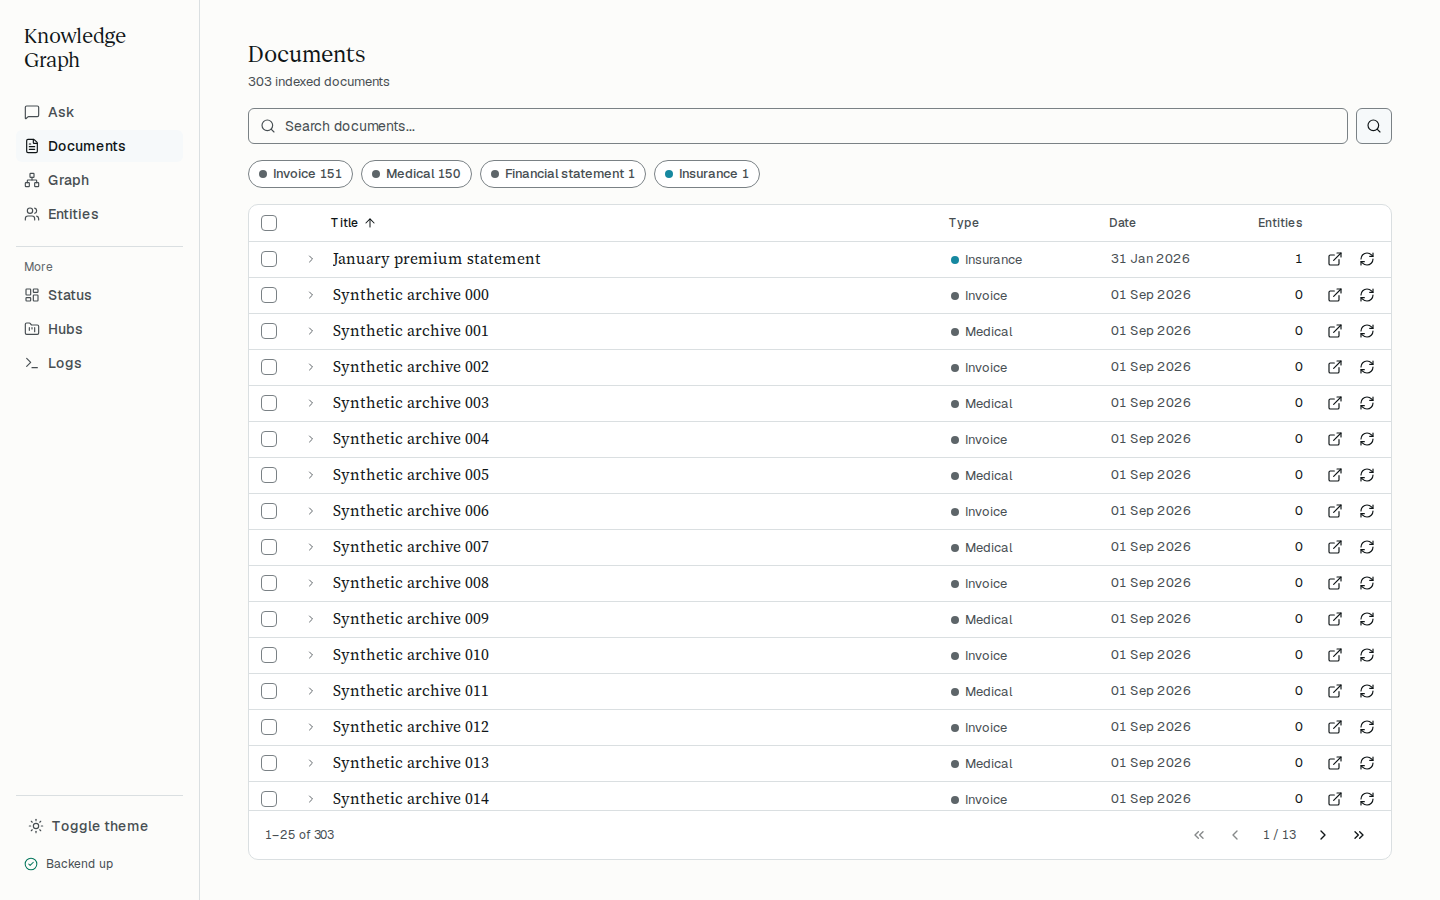 Knowledge
Graph
Ask
Documents
Graph
Entities
More
Status
Hubs
Logs
Toggle theme
Backend up
Documents
303 indexed documents
Search documents...
Invoice 151 Medical 150 Financial statement 1 Insurance 1
Title Type Date Entities
January premium statement Insurance 31 Jan 2026 1
Synthetic archive 000 Invoice 01 Sep 2026 0
Synthetic archive 001 Medical 01 Sep 2026 0
Synthetic archive 002 Invoice 01 Sep 2026 0
Synthetic archive 003 Medical 01 Sep 2026 0
Synthetic archive 004 Invoice 01 Sep 2026 0
Synthetic archive 005 Medical 01 Sep 2026 0
Synthetic archive 006 Invoice 01 Sep 2026 0
Synthetic archive 007 Medical 01 Sep 2026 0
Synthetic archive 008 Invoice 01 Sep 2026 0
Synthetic archive 009 Medical 01 Sep 2026 0
Synthetic archive 010 Invoice 01 Sep 2026 0
Synthetic archive 011 Medical 01 Sep 2026 0
Synthetic archive 012 Invoice 01 Sep 2026 0
Synthetic archive 013 Medical 01 Sep 2026 0
Synthetic archive 014 Invoice 01 Sep 2026 0
1–25 of 303 1 / 13